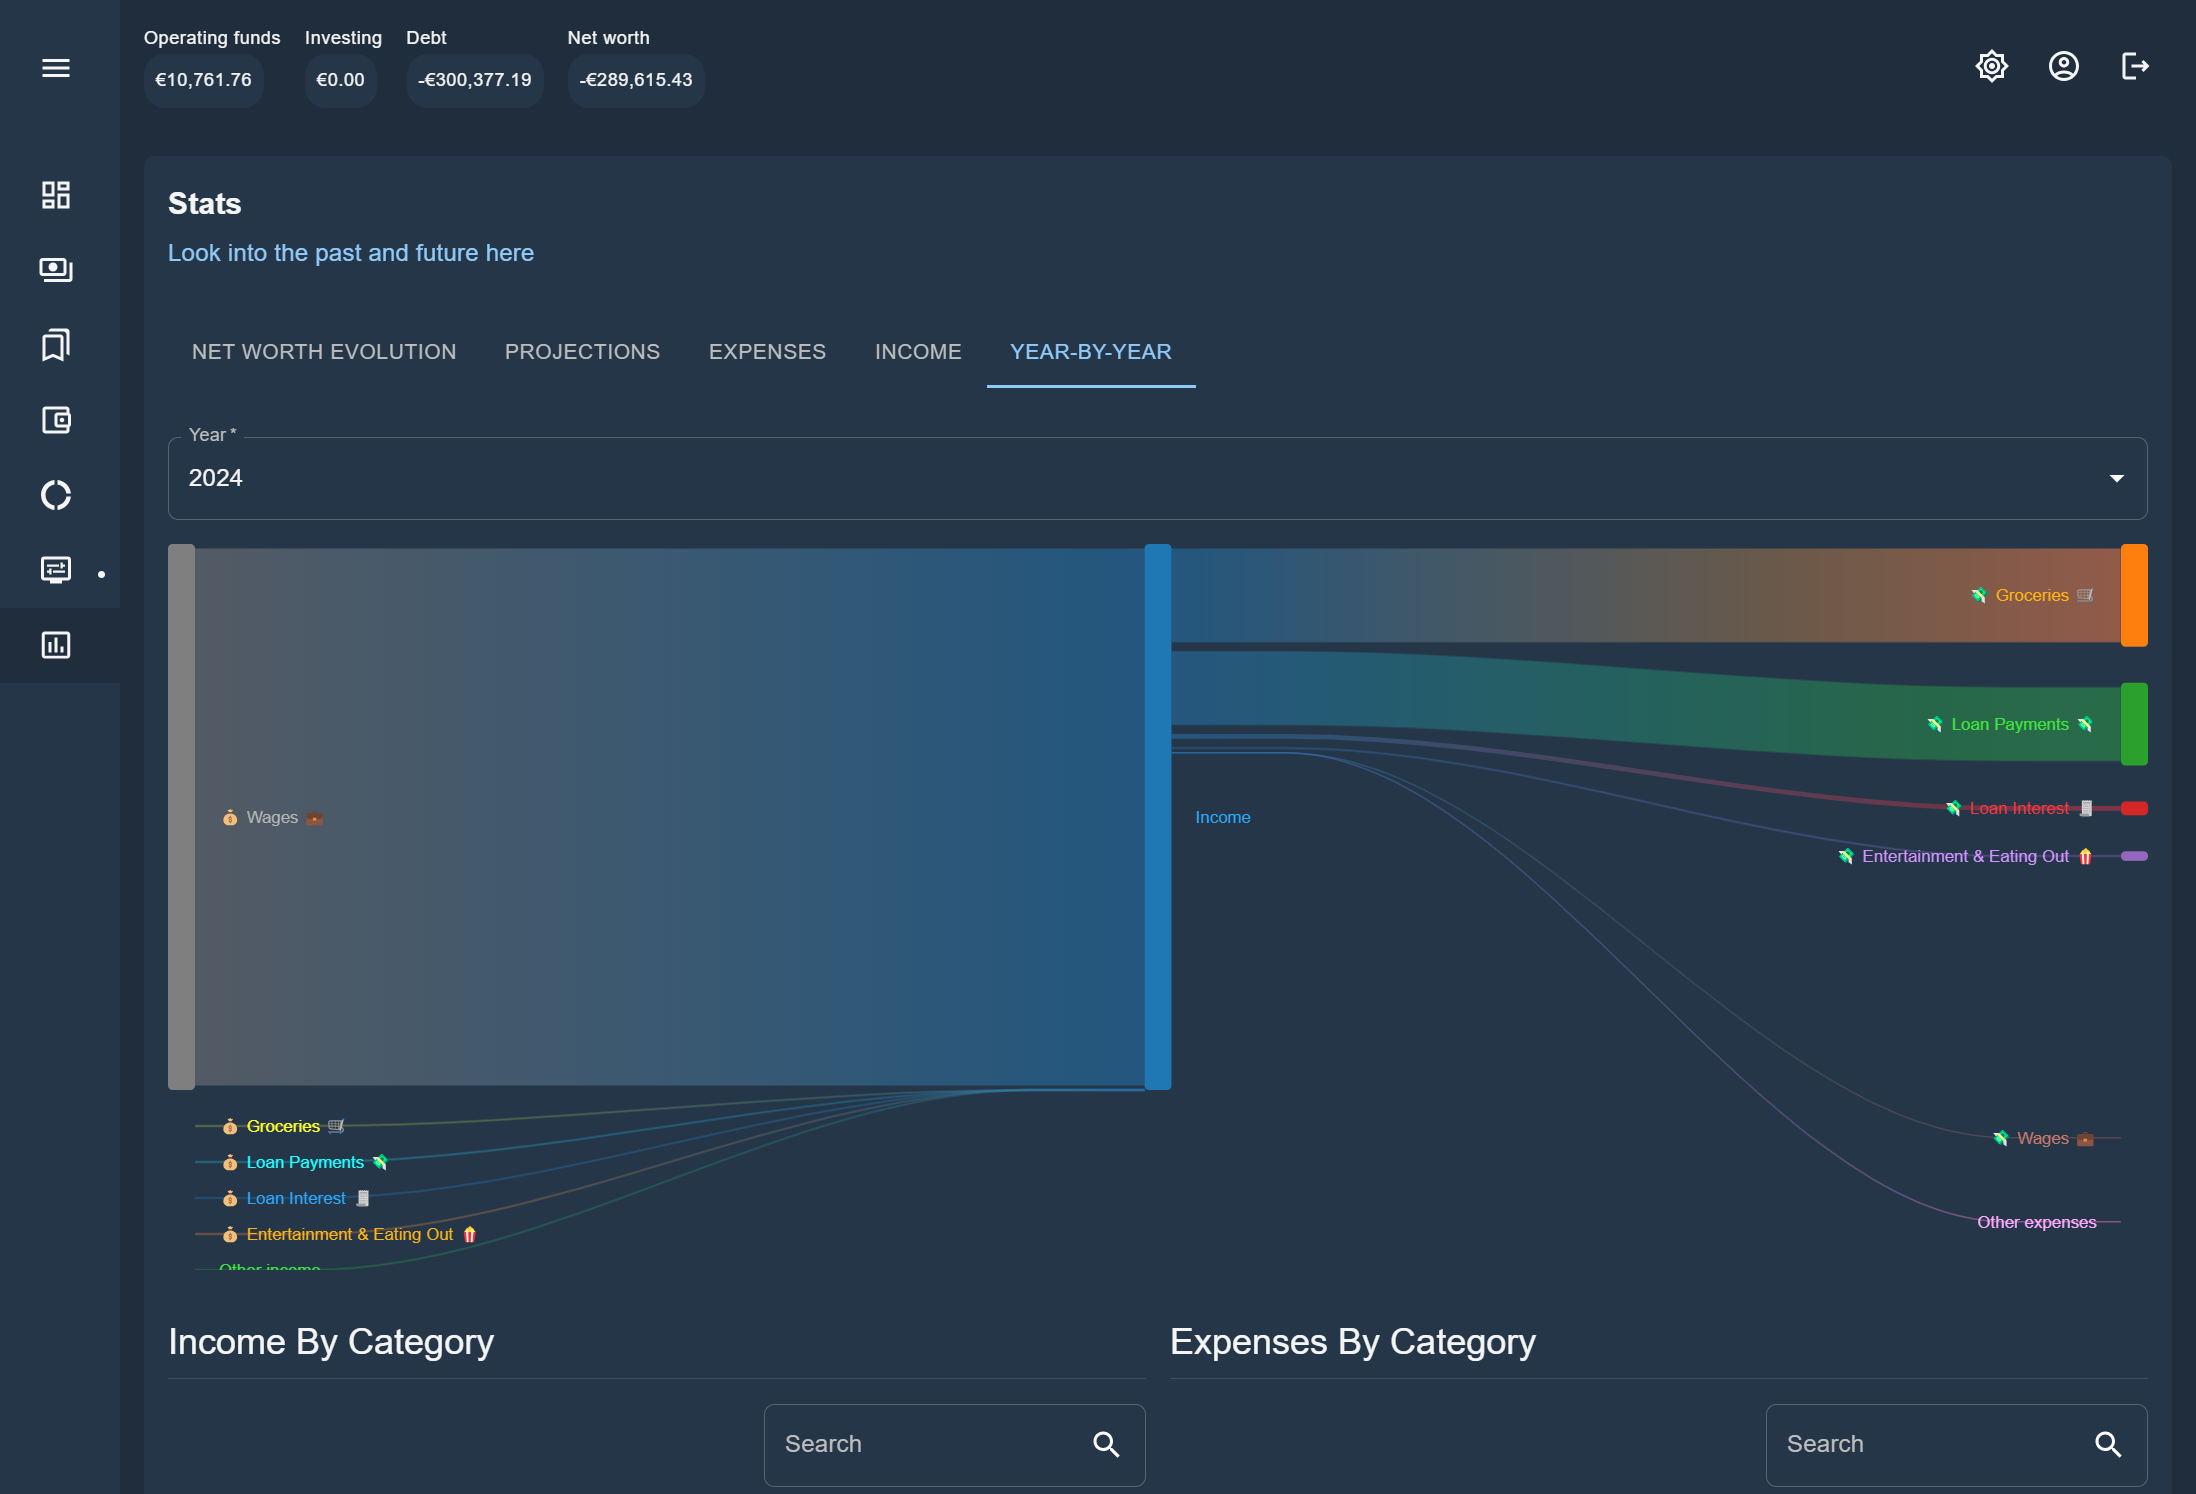 Operating funds Investing Debt Net worth
€10,761.76 €0.00 -€300,377.19 -€289,615.43
Stats
Look into the past and future here
NET WORTH EVOLUTION PROJECTIONS EXPENSES INCOME YEAR-BY-YEAR
Year *
2024
Groceries
Loan Payments
Loan Interest
Wages
Income
Entertainment & Eating Out
Groceries
Wages
Loan Payments
Loan Interest
Other expenses
Entertainment & Eating Out
Other income
Income By Category Expenses By Category
Search Search